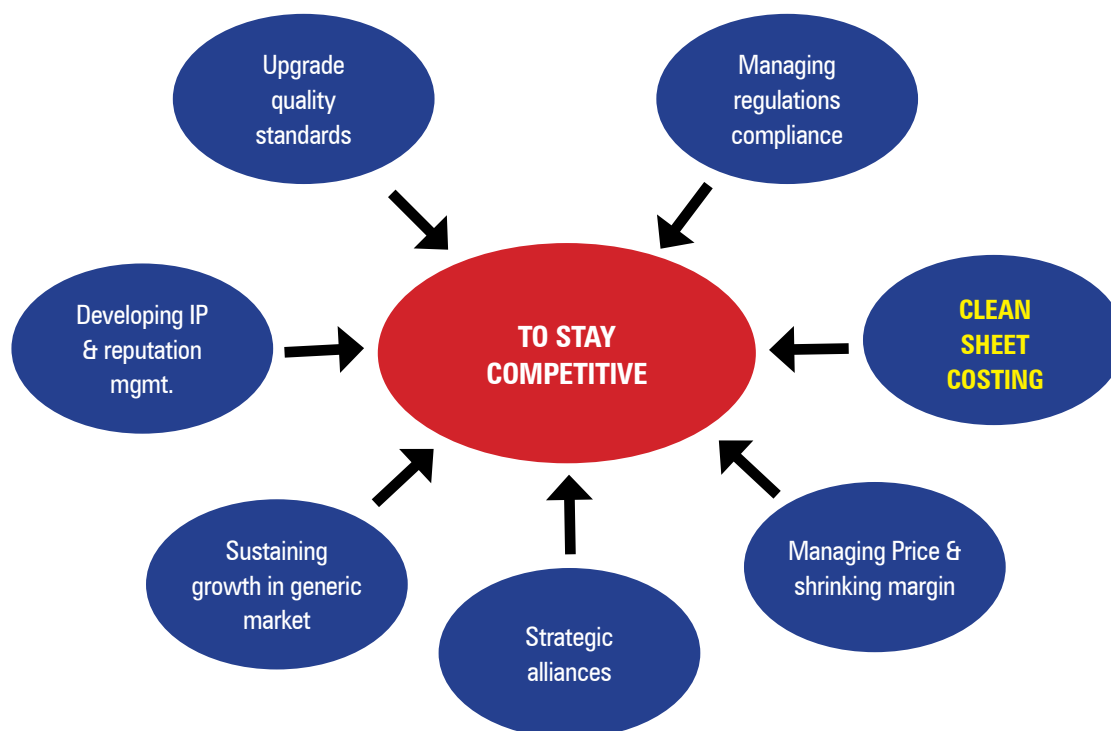 Upgrade
quality
standards
Managing
regulations
compliance
Developing IP
& reputation
mgmt.
TO STAY
COMPETITIVE
CLEAN
SHEET
COSTING
Sustaining
growth in generic
market
Strategic
alliances
Managing Price &
shrinking margin